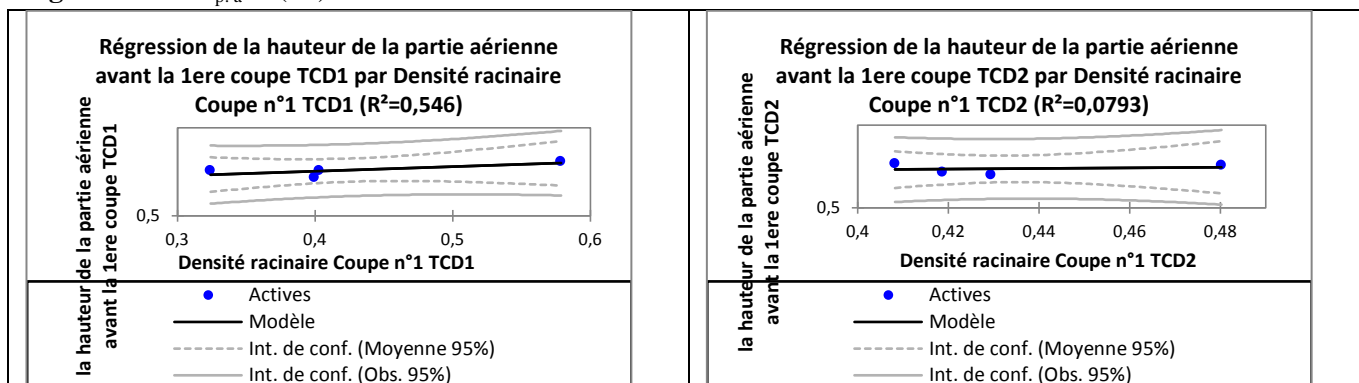 Régression de la hauteur de la partie aérienne
avant la 1ere coupe TCD1 par Densité racinaire
Coupe n°1 TCD1 (R²=0,546)
la hauteur de la partie aérienne
avant la 1ere coupe TCD1
0,5
0,3 0,4 0,5 0,6
Densité racinaire Coupe n°1 TCD1
Actives
Modèle
Int. de conf. (Moyenne 95%)
Int. de conf. (Obs. 95%)
Régression de la hauteur de la partie aérienne
avant la 1ere coupe TCD2 par Densité racinaire
Coupe n°1 TCD2 (R²=0,0793)
la hauteur de la partie aérienne
avant la 1ere coupe TCD2
0,5
0,4 0,42 0,44 0,46 0,48
Densité racinaire Coupe n°1 TCD2
Actives
Modèle
Int. de conf. (Moyenne 95%)
Int. de conf. (Obs. 95%)